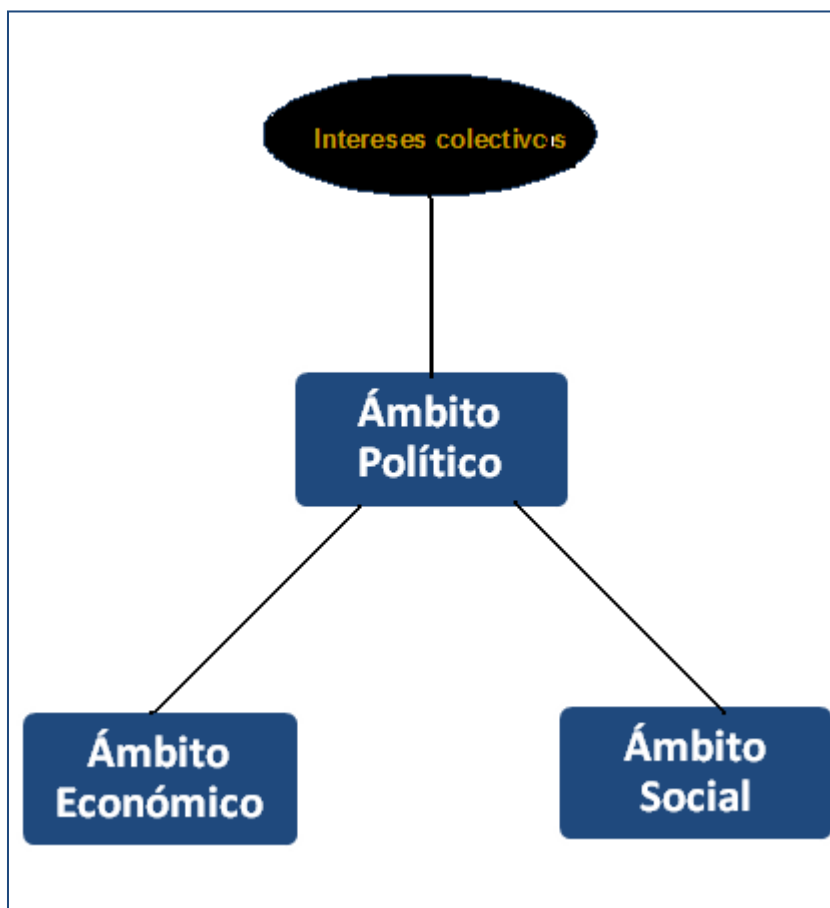 Intereses colectivos
Ámbito
Político
Ámbito
Económico
Ámbito
Social